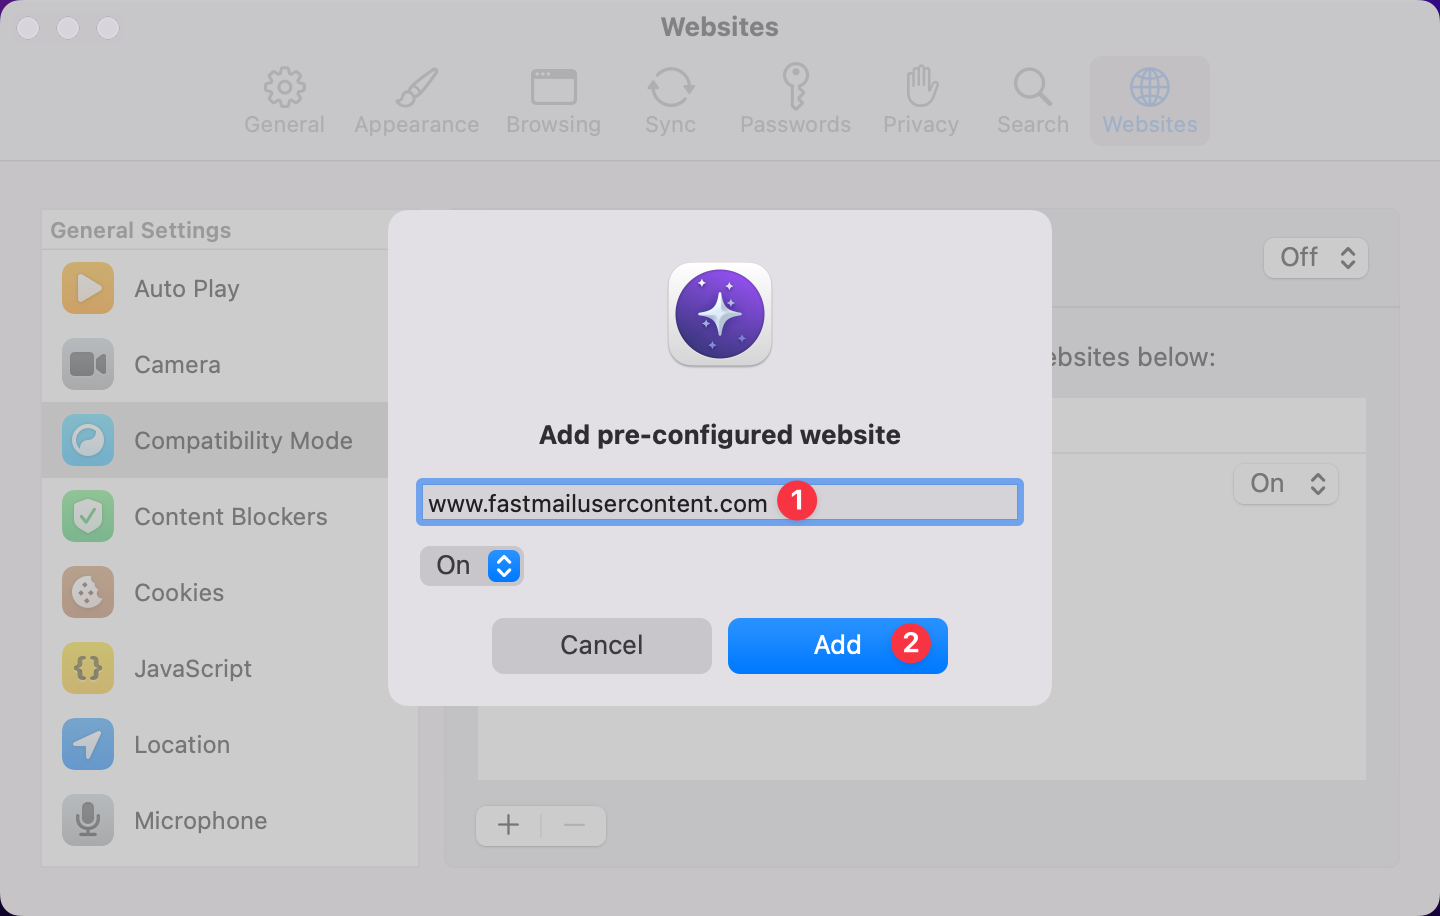 Websites
General
Appearance
Browsing
Sync
Passwords
Privacy
Search
Websites
General Settings
Auto Play
Camera
Compatibility Mode
Content Blockers
Cookies
JavaScript
Location
Microphone
Off
websites below:
On
Add pre-configured website
www.fastmailusercontent.com 1
On
Cancel
Add 2